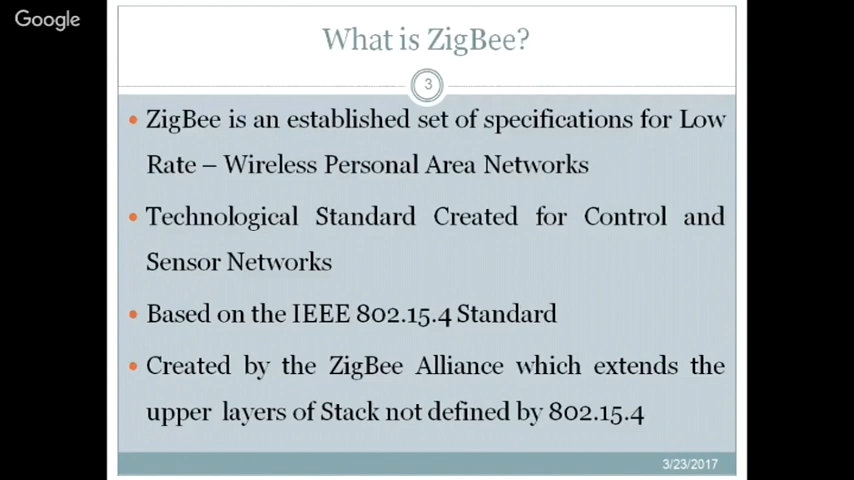 Google
What is ZigBee?
3
• ZigBee is an established set of specifications for Low
Rate – Wireless Personal Area Networks
• Technological Standard Created for Control and
Sensor Networks
• Based on the IEEE 802.15.4 Standard
• Created by the ZigBee Alliance which extends the
upper layers of Stack not defined by 802.15.4
3/23/2017